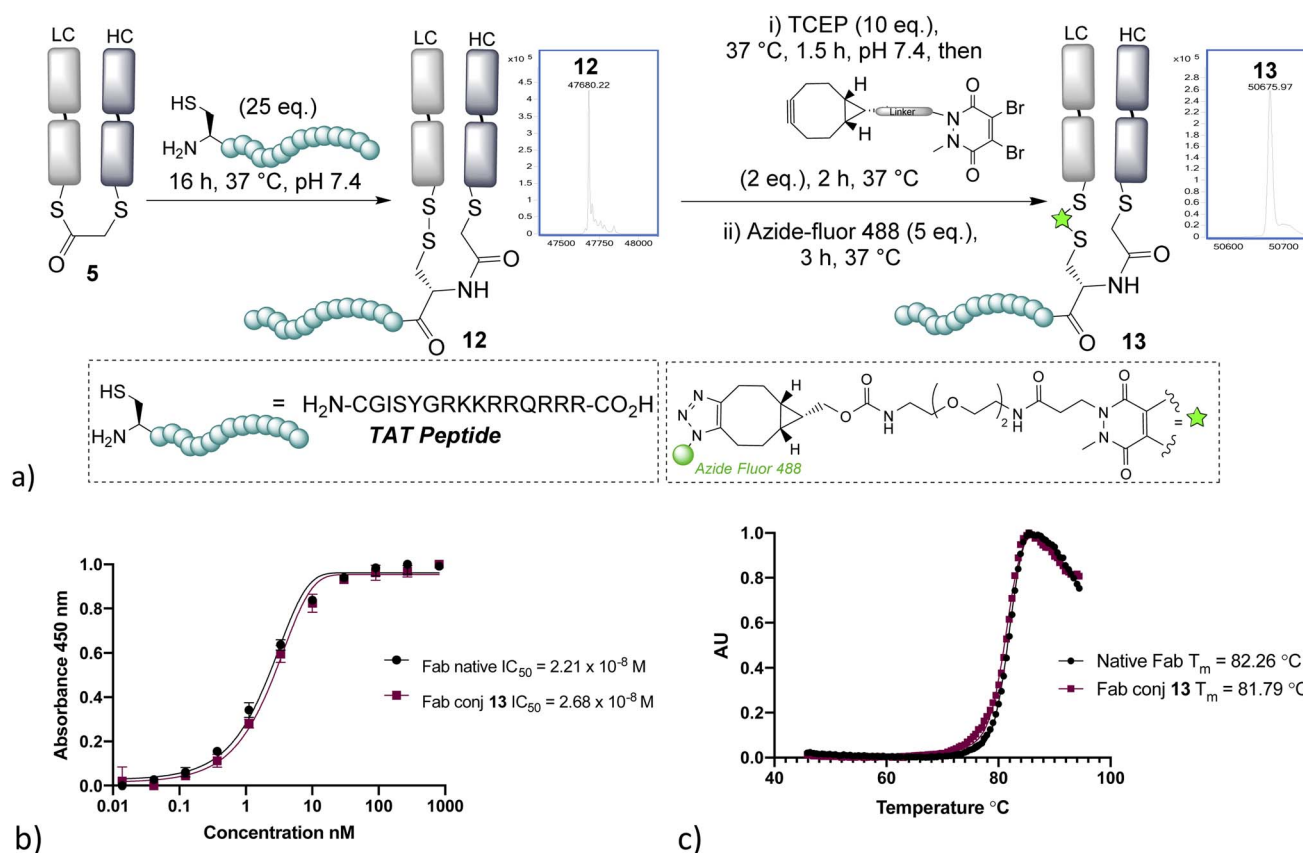 LC HC
HS
H₂N
(25 eq.)
16 h, 37 °C, pH 7.4
S S
O
5
LC HC
S S
S
O
NH
O
12
×10 ⁵
12
47680.22
4.5
4
3.5
3
2.5
2
1.5
1
0.5
0
47500 47750 48000
i) TCEP (10 eq.),
37 °C, 1.5 h, pH 7.4, then
H
H
Linker
N
N
O
O
Br
Br
(2 eq.), 2 h, 37 °C
ii) Azide-fluor 488 (5 eq.),
3 h, 37 °C
LC HC
S S
S
O
NH
O
13
×10 ⁵
13
50675.97
2.8
2.6
2.4
2.2
2
1.8
1.6
1.4
1.2
1
0.8
0.6
0.4
0.2
0
50600 50700
HS
H₂N
= H₂N-CGISYGRKKRRQRRR-CO₂H
TAT Peptide
N N N
H
H
O
O
N
H
(O)₂
H
N
O
N
N
O
O
=
Azide Fluor 488
a)
Absorbance 450 nm
1.0
0.8
0.6
0.4
0.2
0.0
0.01 0.1 1 10 100 1000
Concentration nM
Fab native IC₅₀ = 2.21 x 10⁻⁸ M
Fab conj 13 IC₅₀ = 2.68 x 10⁻⁸ M
b)
AU
1.0
0.8
0.6
0.4
0.2
0.0
40 60 80 100
Temperature °C
Native Fab Tₘ = 82.26 °C
Fab conj 13 Tₘ = 81.79 °C
c)